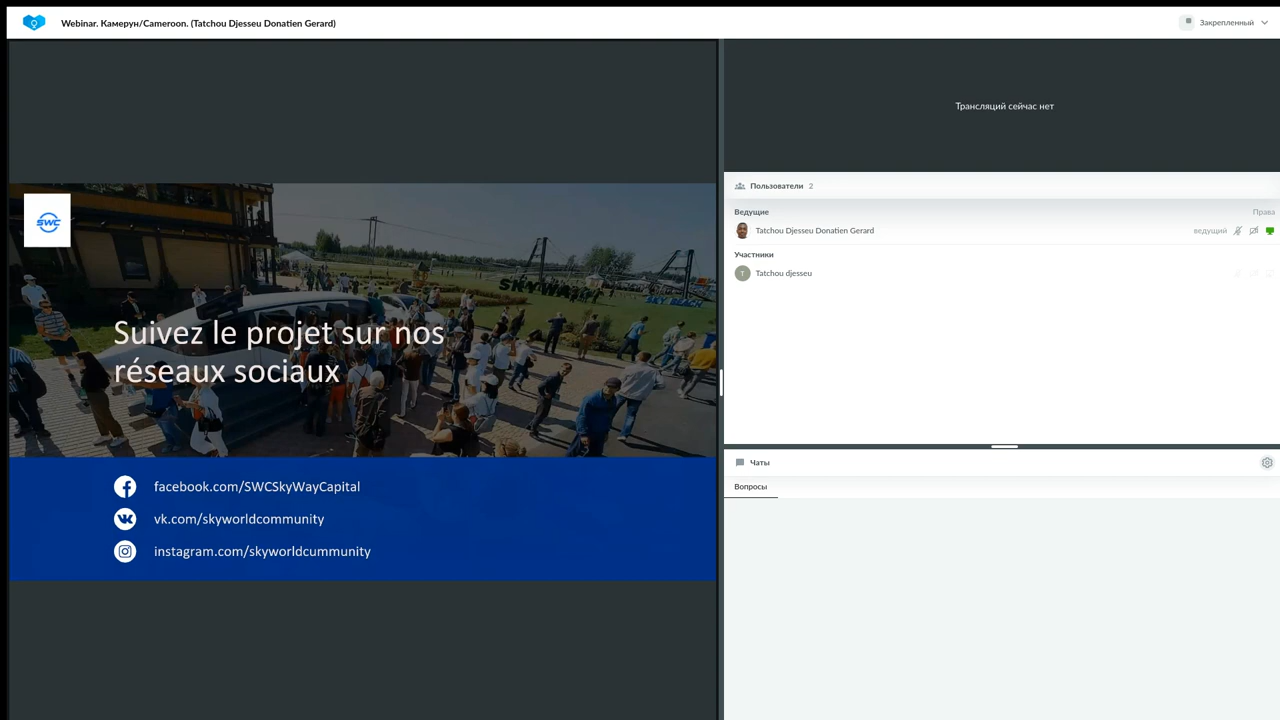 Webinar. Камерун/Cameroon. (Tatchou Djesseu Donatien Gerard)
Закрепленный
SWC
Suivez le projet sur nos
réseaux sociaux
facebook.com/SWCSkyWayCapital
vk.com/skyworldcommunity
instagram.com/skyworldcummunity
Трансляций сейчас нет
Пользователи 2
Ведущие Права
Tatchou Djesseu Donatien Gerard ведущий
Участники
T Tatchou djesseu
Чаты
Вопросы